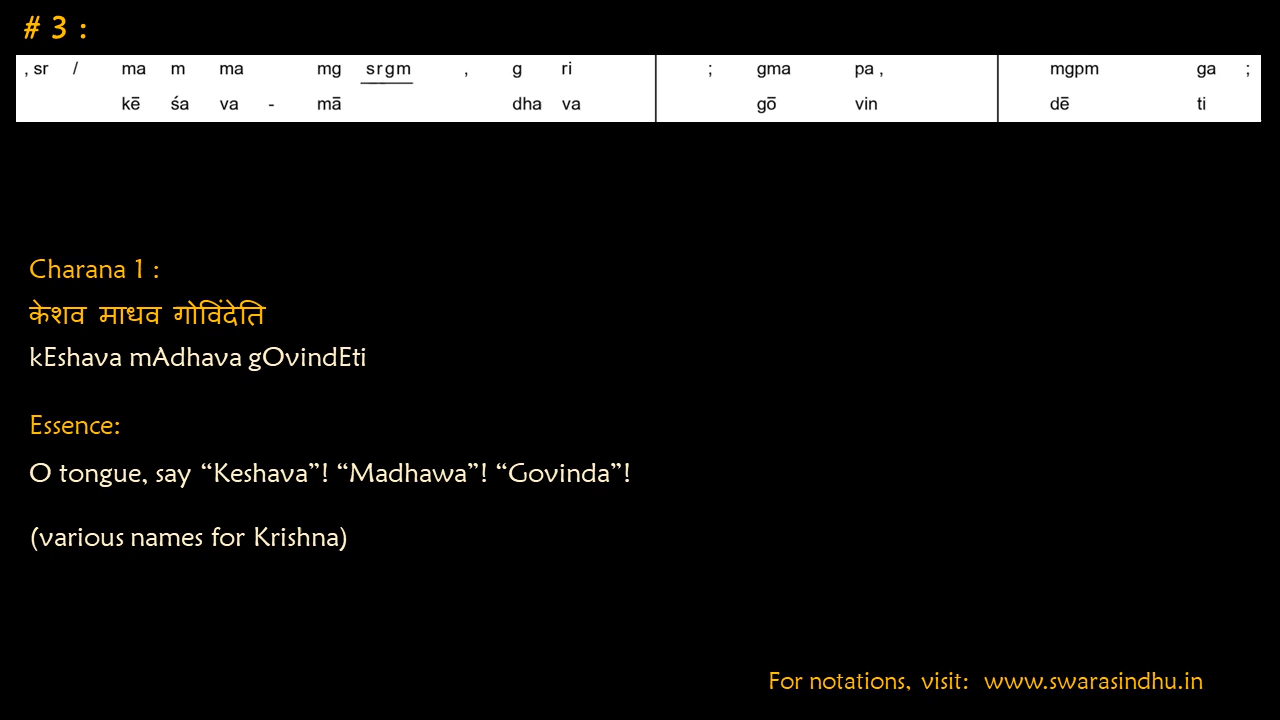 # 3 :
, sr / ma m ma mg srgm , g ri ; gma pa , mgpm ga ;
kē śa va - mā dha va gō vin dē ti
Charana 1 :
केशव माधव गोविंदेति
kEshava mAdhava gOvindEti
Essence:
O tongue, say “Keshava”! “Madhawa”! “Govinda”!
(various names for Krishna)
For notations, visit: www.swarasindhu.in